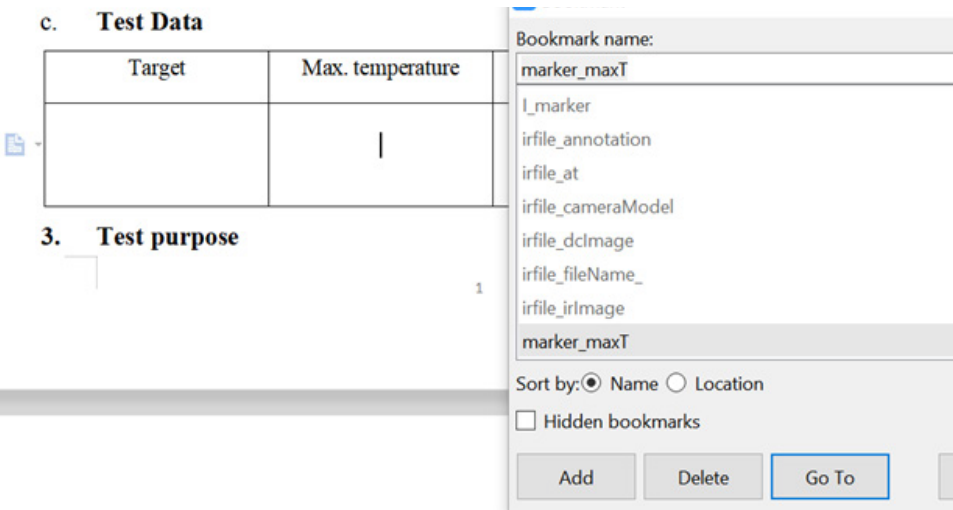 c. Test Data
Target Max. temperature
3. Test purpose
1
Bookmark name:
marker_maxT
l_marker
irfile_annotation
irfile_at
irfile_cameraModel
irfile_dcImage
irfile_fileName_
irfile_irImage
marker_maxT
Sort by: Name Location
Hidden bookmarks
Add Delete Go To